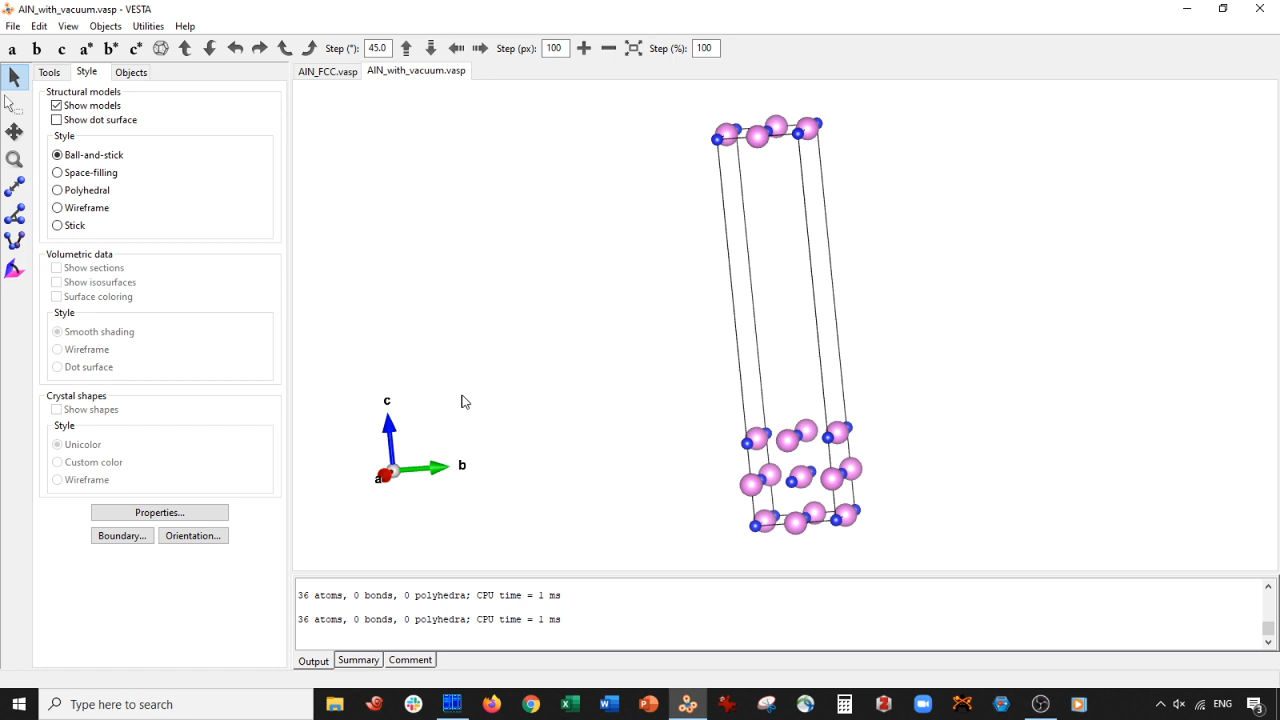 AlN_with_vacuum.vasp - VESTA
File Edit View Objects Utilities Help
a b c a* b* c* Step (°): 45.0 Step (px): 100 Step (%): 100
Tools Style Objects
AlN_FCC.vasp AlN_with_vacuum.vasp
Structural models
Show models
Show dot surface
Style
Ball-and-stick
Space-filling
Polyhedral
Wireframe
Stick
Volumetric data
Show sections
Show isosurfaces
Surface coloring
Style
Smooth shading
Wireframe
Dot surface
Crystal shapes
Show shapes
Style
Unicolor
Custom color
Wireframe
Properties...
Boundary... Orientation...
c
b
a
36 atoms, 0 bonds, 0 polyhedra; CPU time = 1 ms
36 atoms, 0 bonds, 0 polyhedra; CPU time = 1 ms
Output Summary Comment
Type here to search
ENG
3